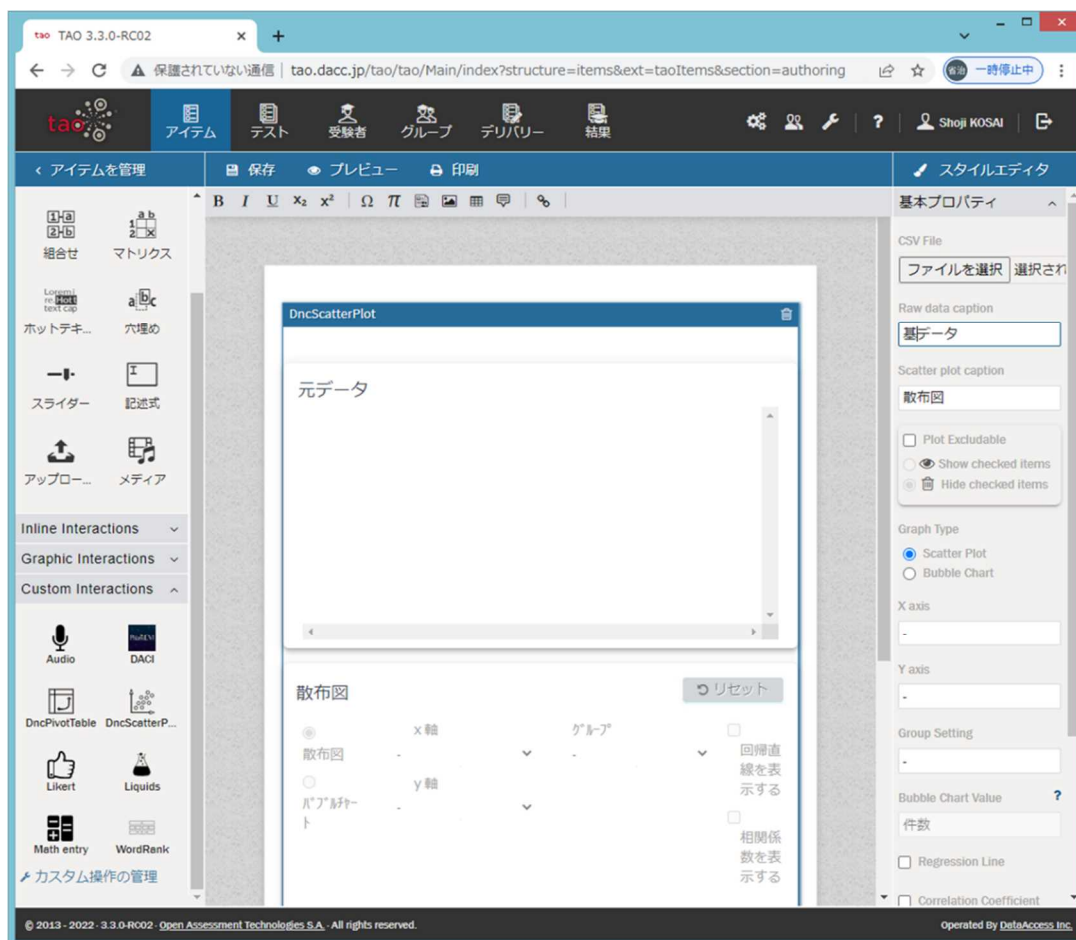 tao TAO 3.3.0-RC02
保護されていない通信 | tao.dacc.jp/tao/tao/Main/index?structure=items&ext=taoItems&section=authoring
省治 一時停止中
tao
アイテム テスト 受験者 グループ デリバリー 結果
? Shoji KOSAI
アイテムを管理 保存 プレビュー 印刷 スタイルエディタ
B I U x₂ x² Ω π
組合せ マトリクス
ホットテキ... 穴埋め
スライダー 記述式
アップロー... メディア
Inline Interactions
Graphic Interactions
Custom Interactions
Audio DACI
DncPivotTable DncScatterP...
Likert Liquids
Math entry WordRank
カスタム操作の管理
DncScatterPlot
元データ
散布図 リセット
散布図
バブルチャート
x 軸
-
y 軸
-
グループ
-
回帰直線を表示する
相関係数を表示する
基本プロパティ
CSV File
ファイルを選択 選択され
Raw data caption
基データ
Scatter plot caption
散布図
Plot Excludable
Show checked items
Hide checked items
Graph Type
Scatter Plot
Bubble Chart
X axis
-
Y axis
-
Group Setting
-
Bubble Chart Value ?
件数
Regression Line
Correlation Coefficient
© 2013 - 2022 · 3.3.0-RC02 · Open Assessment Technologies S.A. · All rights reserved. Operated By DataAccess Inc.